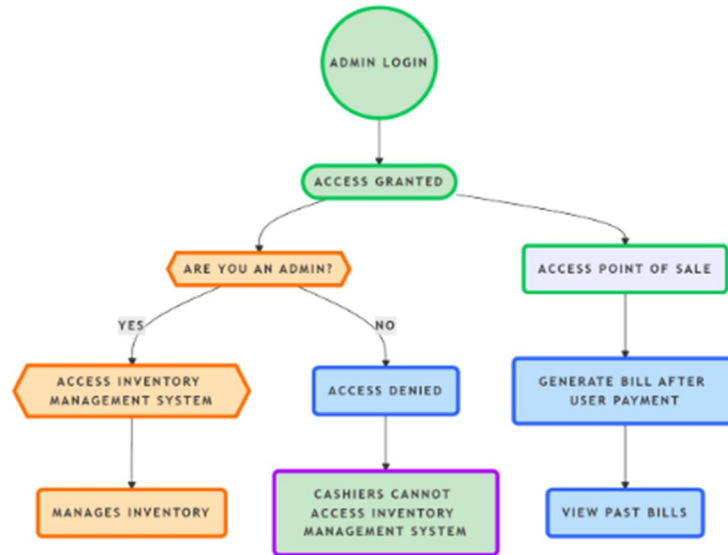 ADMIN LOGIN
ACCESS GRANTED
ARE YOU AN ADMIN?
ACCESS POINT OF SALE
YES
NO
ACCESS INVENTORY
MANAGEMENT SYSTEM
ACCESS DENIED
GENERATE BILL AFTER
USER PAYMENT
MANAGES INVENTORY
CASHIERS CANNOT
ACCESS INVENTORY
MANAGEMENT SYSTEM
VIEW PAST BILLS